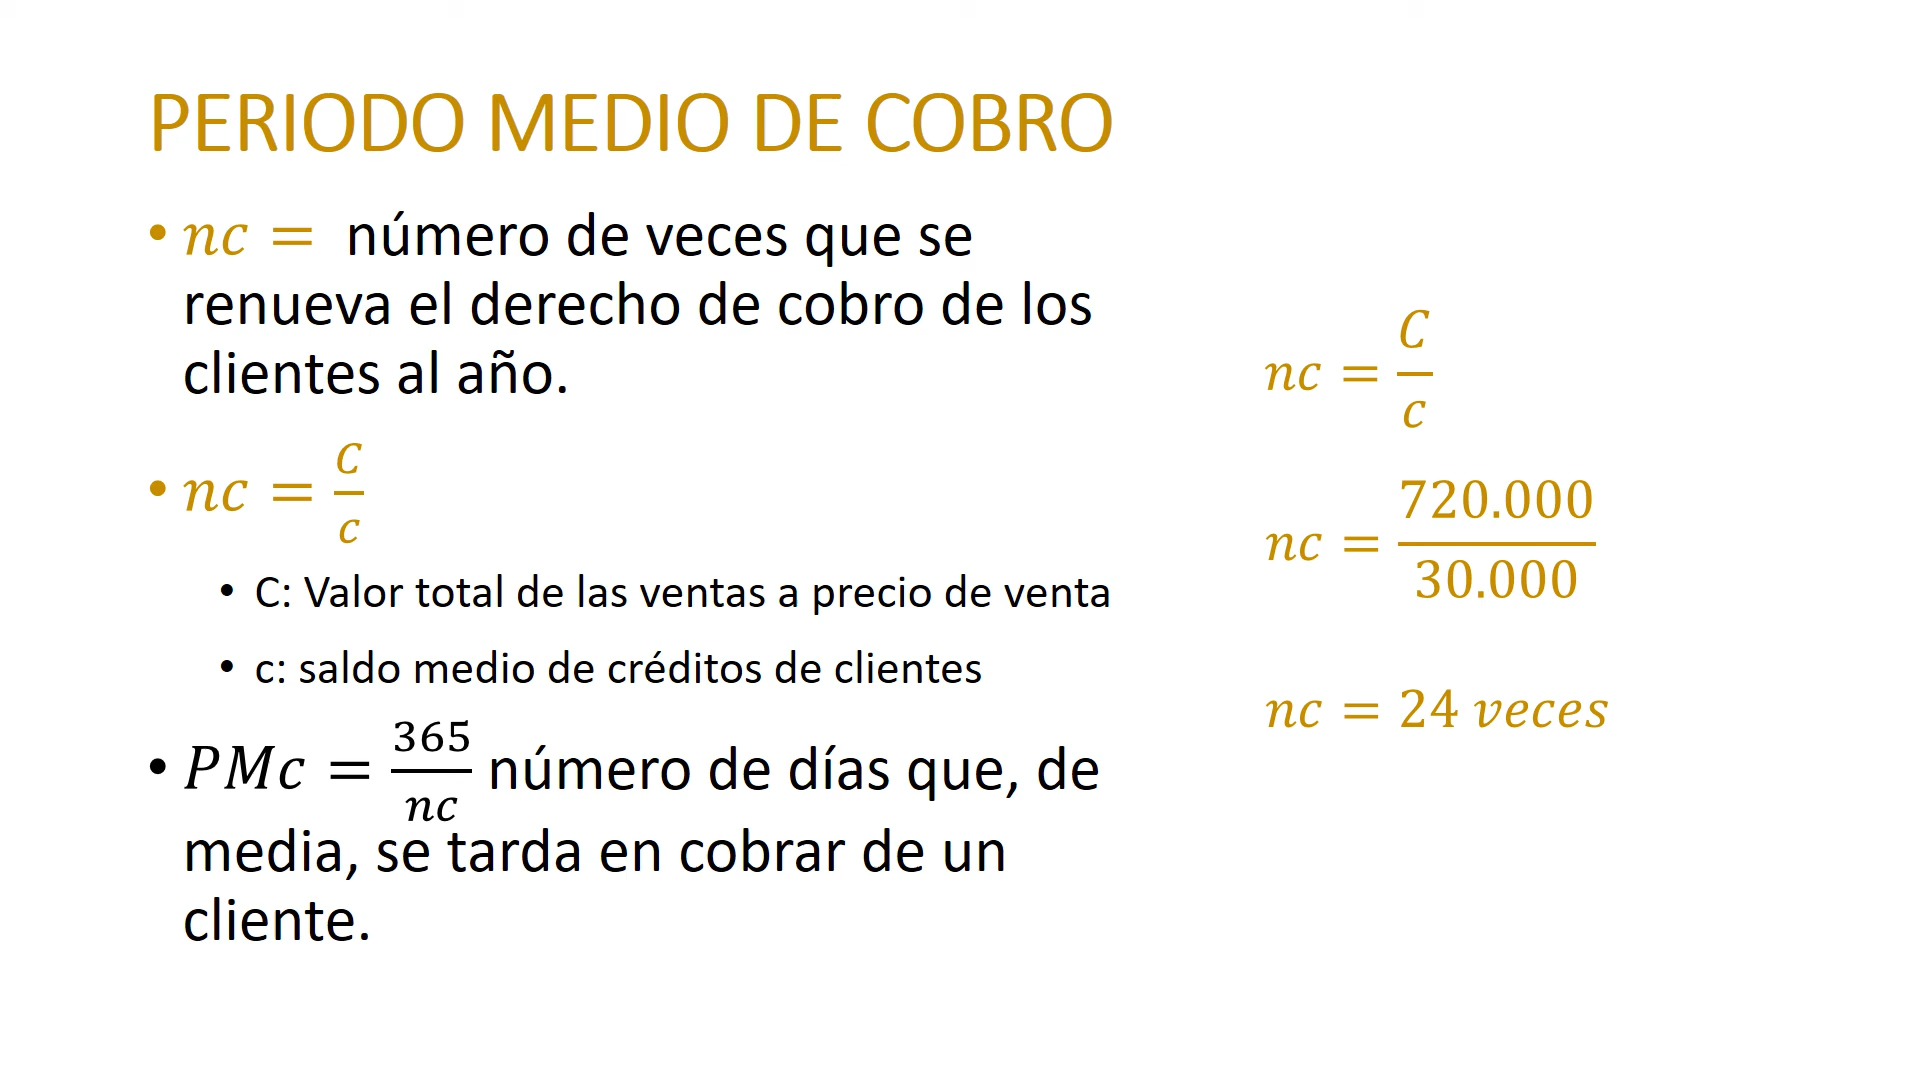 PERIODO MEDIO DE COBRO
• nc = número de veces que se
renueva el derecho de cobro de los
clientes al año.
• nc = C/c
• C: Valor total de las ventas a precio de venta
• c: saldo medio de créditos de clientes
• PMc = 365/nc número de días que, de
media, se tarda en cobrar de un
cliente.
nc = C/c
nc = 720.000/30.000
nc = 24 veces